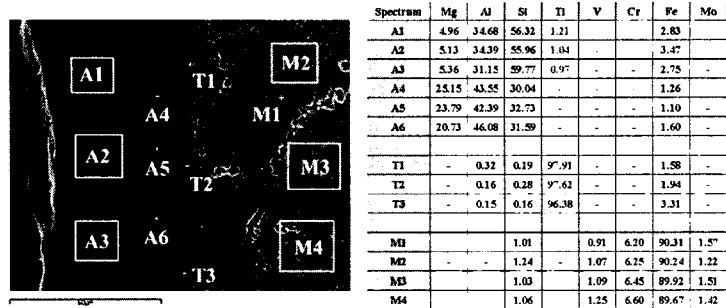 A1
T1
M2
A4
M1
A2
A5
T2
M3
A3
A6
T3
M4
Spectrum Mg Al Si Ti V Cr Fe Mo
A1 4.96 34.68 56.32 1.21 2.83
A2 5.13 34.39 55.96 1.04 - - 3.47
A3 5.36 31.15 59.77 0.97 - - 2.75
A4 25.15 43.55 30.04 - - - 1.26 -
A5 23.79 42.39 32.73 - - - 1.10 -
A6 20.73 46.08 31.59 - - - 1.60 -
T1 - 0.32 0.19 97.91 - - 1.58 -
T2 - 0.16 0.28 97.62 - - 1.94 -
T3 - 0.15 0.16 96.38 - - 3.31 -
M1 1.01 0.91 6.20 90.31 1.57
M2 - - 1.24 - 1.07 6.25 90.24 1.22
M3 1.03 1.09 6.45 89.92 1.51
M4 1.06 1.25 6.60 89.67 1.42